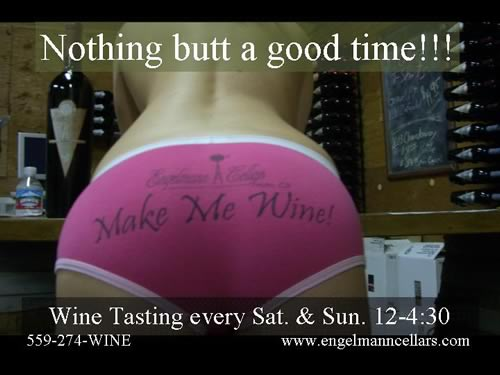 Nothing butt a good time!!!
Engelmann Cellars
Make Me Wine!
Wine Tasting every Sat. & Sun. 12-4:30
559-274-WINE www.engelmanncellars.com